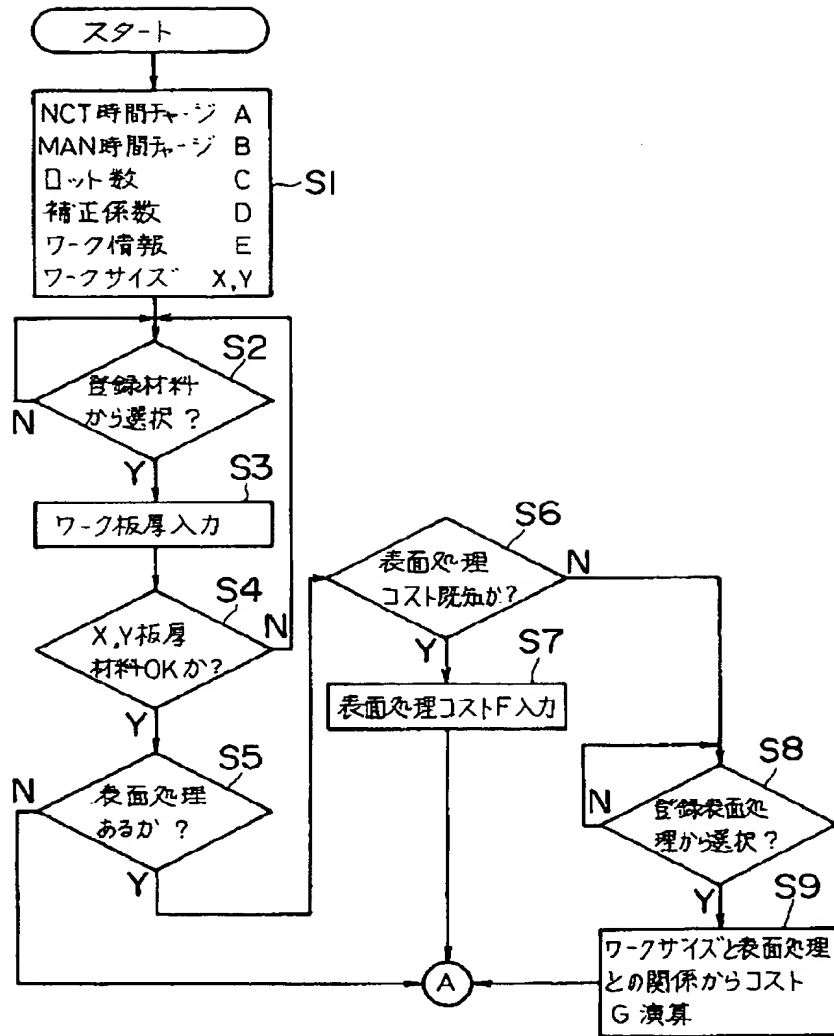 スタート
NCT時間チャージ A
MAN時間チャージ B
ロット数 C
補正係数 D
ワーク情報 E
ワークサイズ X,Y
S1
S2
登録材料
から選択?
N
Y
S3
ワーク板厚入力
S4
X,Y板厚
材料OKか?
N
Y
S5
表面処理
あるか?
N
Y
S6
表面処理
コスト既知か?
N
Y
S7
表面処理コストF入力
S8
登録表面処
理から選択?
N
Y
S9
ワークサイズと表面処理
との関係からコスト
G 演算
A